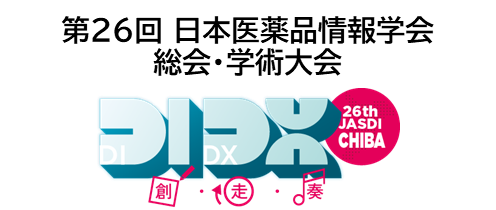 第26回 日本医薬品情報学会
総会・学術大会
DIDX
DI DX
26th
JASDI
CHIBA
創・走・奏